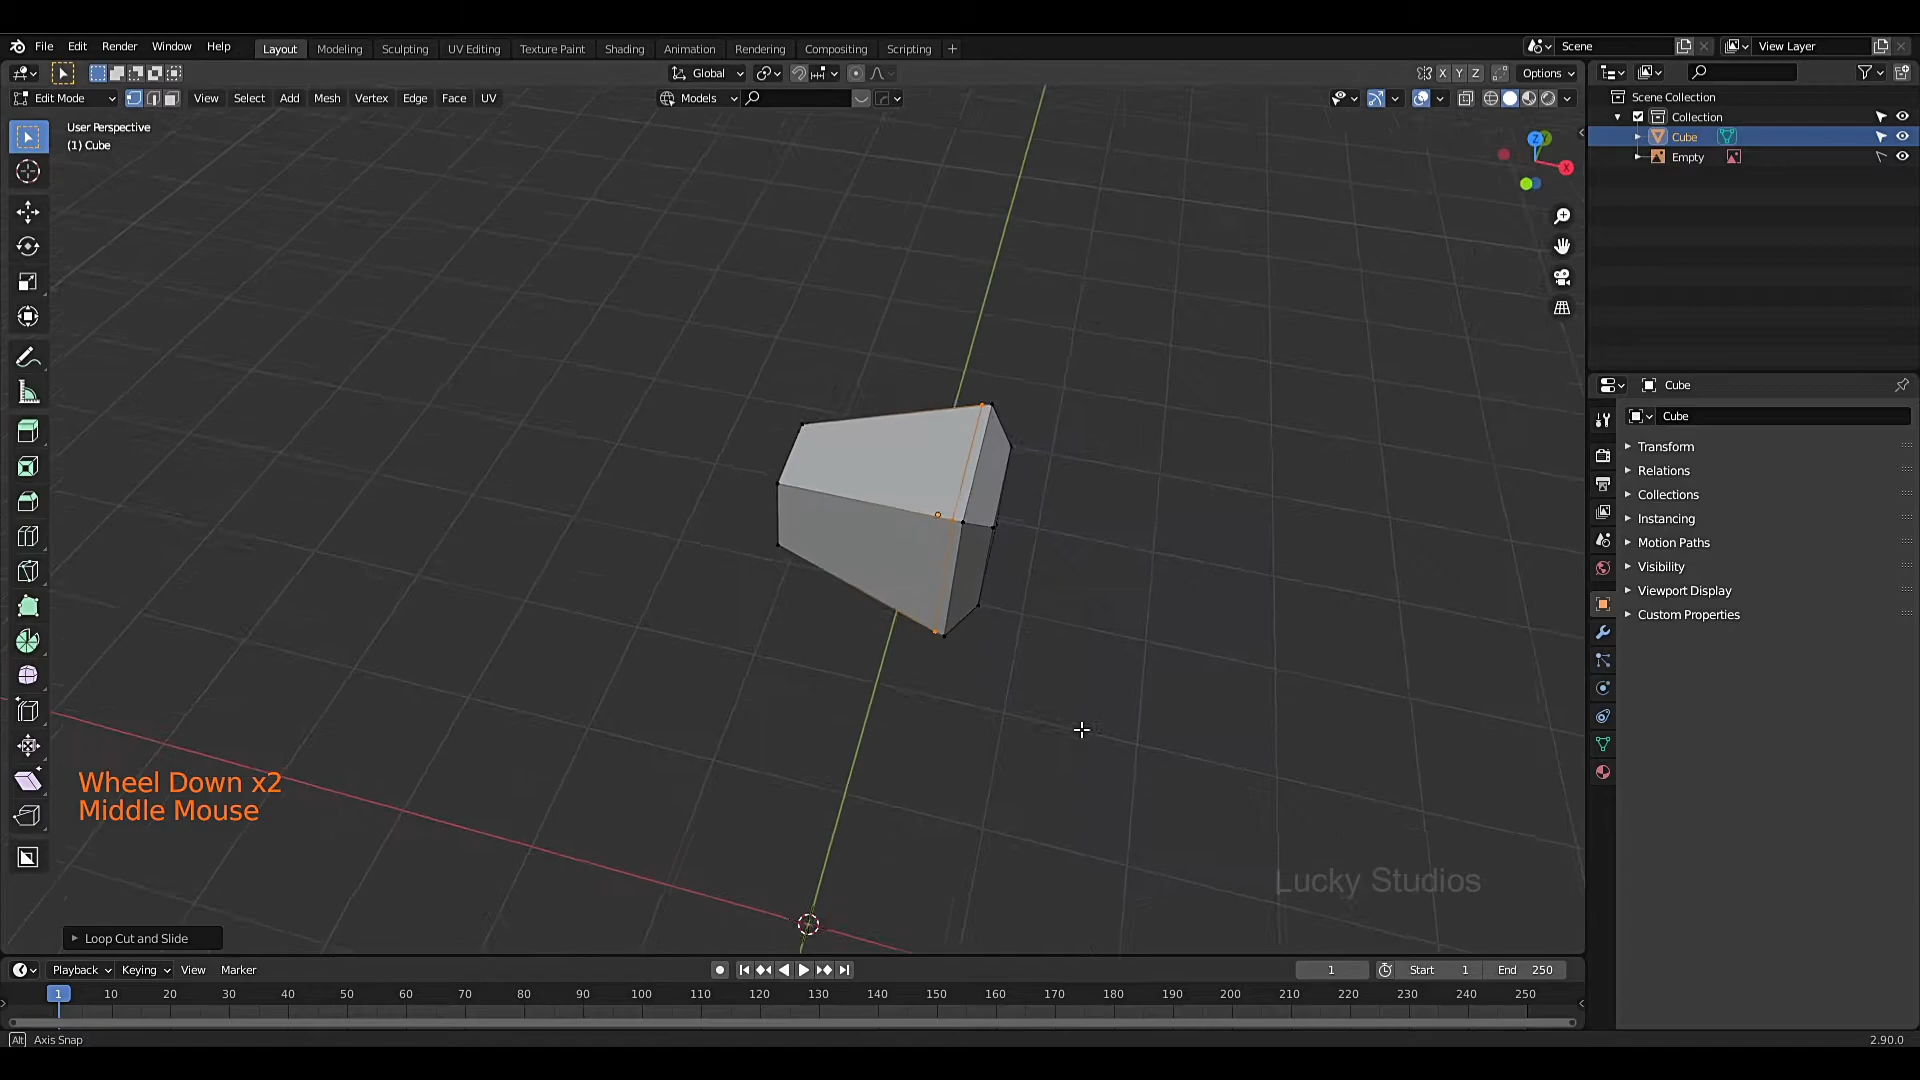 File Edit Render Window Help Layout Modeling Sculpting UV Editing Texture Paint Shading Animation Rendering Compositing Scripting + Scene View Layer
Global X Y Z Options
Edit Mode View Select Add Mesh Vertex Edge Face UV Models
User Perspective
(1) Cube
Z
X
Scene Collection
Collection
Cube
Empty
Cube
Cube
Transform
Relations
Collections
Instancing
Motion Paths
Visibility
Viewport Display
Custom Properties
Wheel Down x2
Middle Mouse
Lucky Studios
Loop Cut and Slide
Playback Keying View Marker 1 Start 1 End 250
1 10 20 30 40 50 60 70 80 90 100 110 120 130 140 150 160 170 180 190 200 210 220 230 240 250
Alt Axis Snap 2.90.0